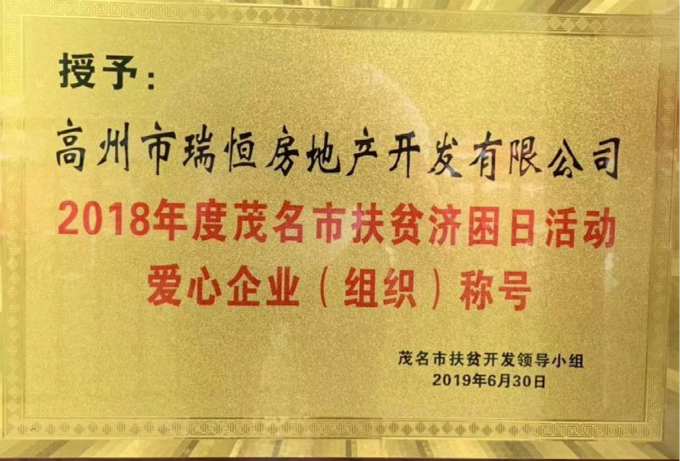 授予：
高州市瑞恒房地产开发有限公司
2018年度茂名市扶贫济困日活动
爱心企业（组织）称号
茂名市扶贫开发领导小组
2019年6月30日